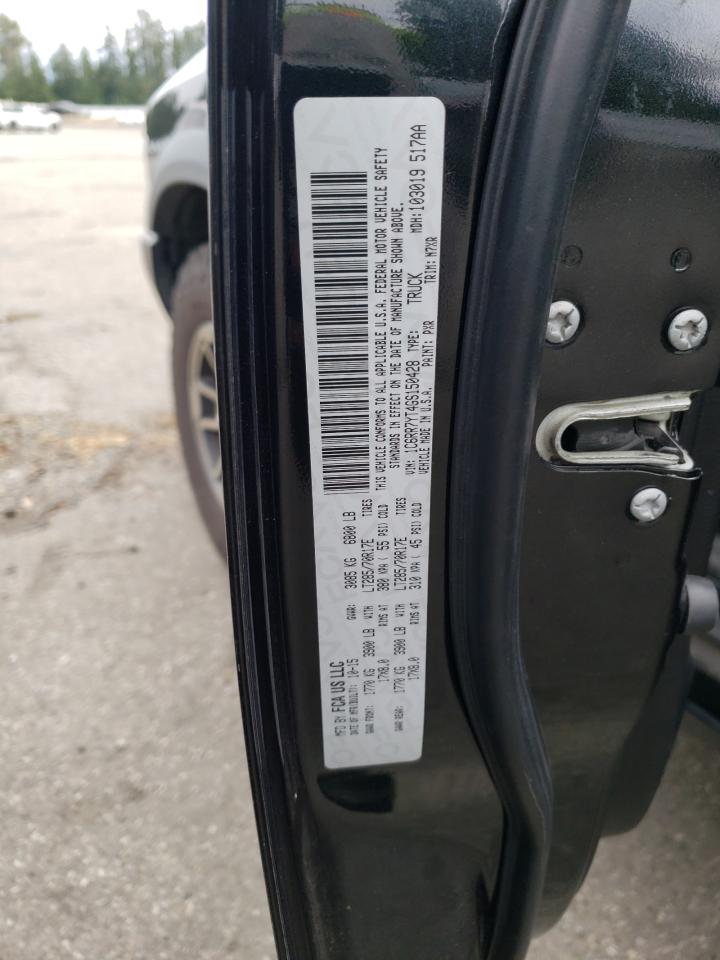 MFD BY: FCA US LLC
DATE OF MFR(BUILT): 10-15 GVWR: 3085 KG 6800 LB
GAWR FRONT: 1770 KG 3900 LB WITH LT285/70R17E TIRES
17X8.0 RIMS AT 380 KPA ( 55 PSI) COLD
GAWR REAR: 1770 KG 3900 LB WITH LT285/70R17E TIRES
17X8.0 RIMS AT 310 KPA ( 45 PSI) COLD
THIS VEHICLE CONFORMS TO ALL APPLICABLE U.S.A. FEDERAL MOTOR VEHICLE SAFETY
STANDARDS IN EFFECT ON THE DATE OF MANUFACTURE SHOWN ABOVE.
VIN: 1C6RR7YT4GS150428 TYPE: TRUCK MDH: 103019 517AA
VEHICLE MADE IN U.S.A. PAINT: PXR TRIM: M7XR